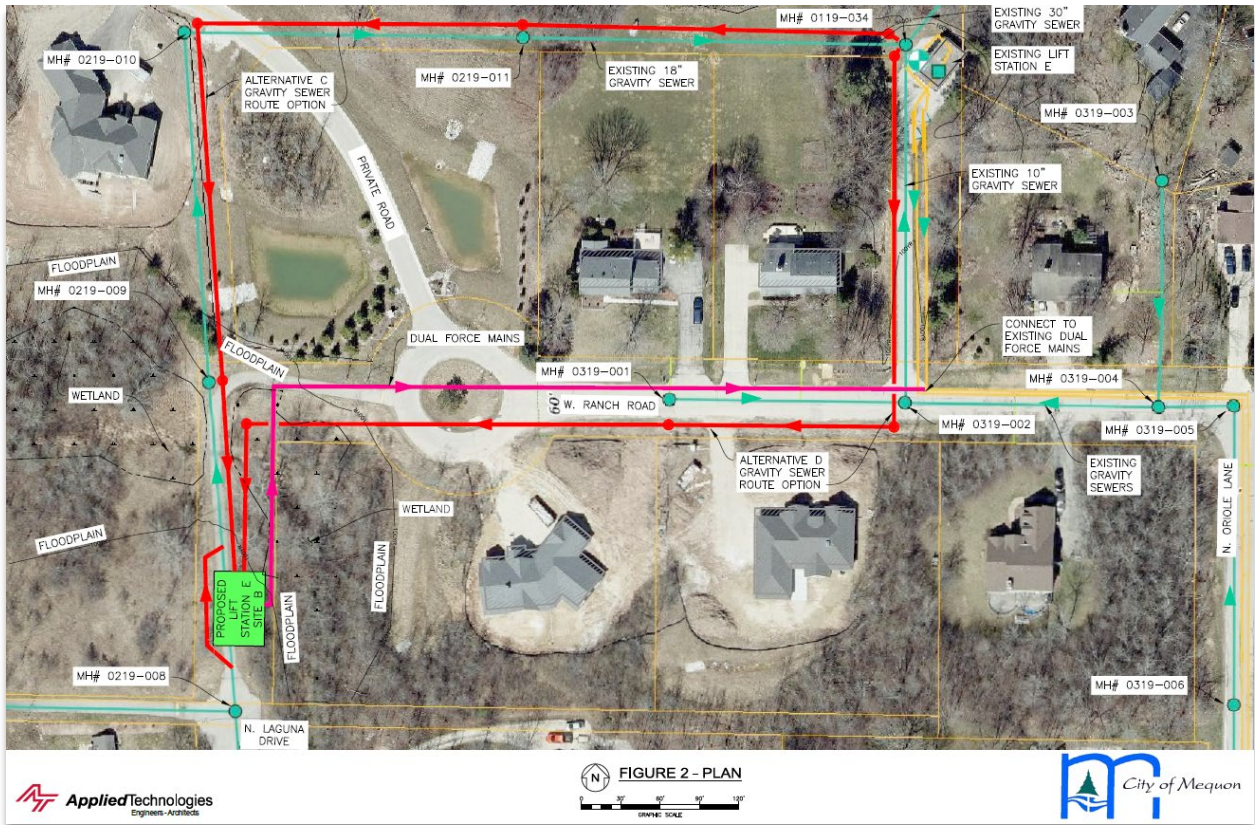 MH# 0119-034
EXISTING 30"
GRAVITY SEWER
MH# 0219-010
MH# 0219-011
EXISTING 18"
GRAVITY SEWER
EXISTING LIFT
STATION E
ALTERNATIVE C
GRAVITY SEWER
ROUTE OPTION
MH# 0319-003
PRIVATE ROAD
EXISTING 10"
GRAVITY SEWER
FLOODPLAIN
MH# 0219-009
FLOODPLAIN
DUAL FORCE MAINS
CONNECT TO
EXISTING DUAL
FORCE MAINS
MH# 0319-001
MH# 0319-004
WETLAND
60'
W. RANCH ROAD
MH# 0319-002
MH# 0319-005
ALTERNATIVE D
GRAVITY SEWER
ROUTE OPTION
EXISTING
GRAVITY
SEWERS
WETLAND
FLOODPLAIN
FLOODPLAIN
N. ORIOLE LANE
PROPOSED
LIFT
STATION E
SITE B
FLOODPLAIN
MH# 0219-008
MH# 0319-006
N. LAGUNA
DRIVE
AT AppliedTechnologies
Engineers-Architects
N
FIGURE 2 - PLAN
0 30' 60' 90' 120'
GRAPHIC SCALE
m City of Mequon